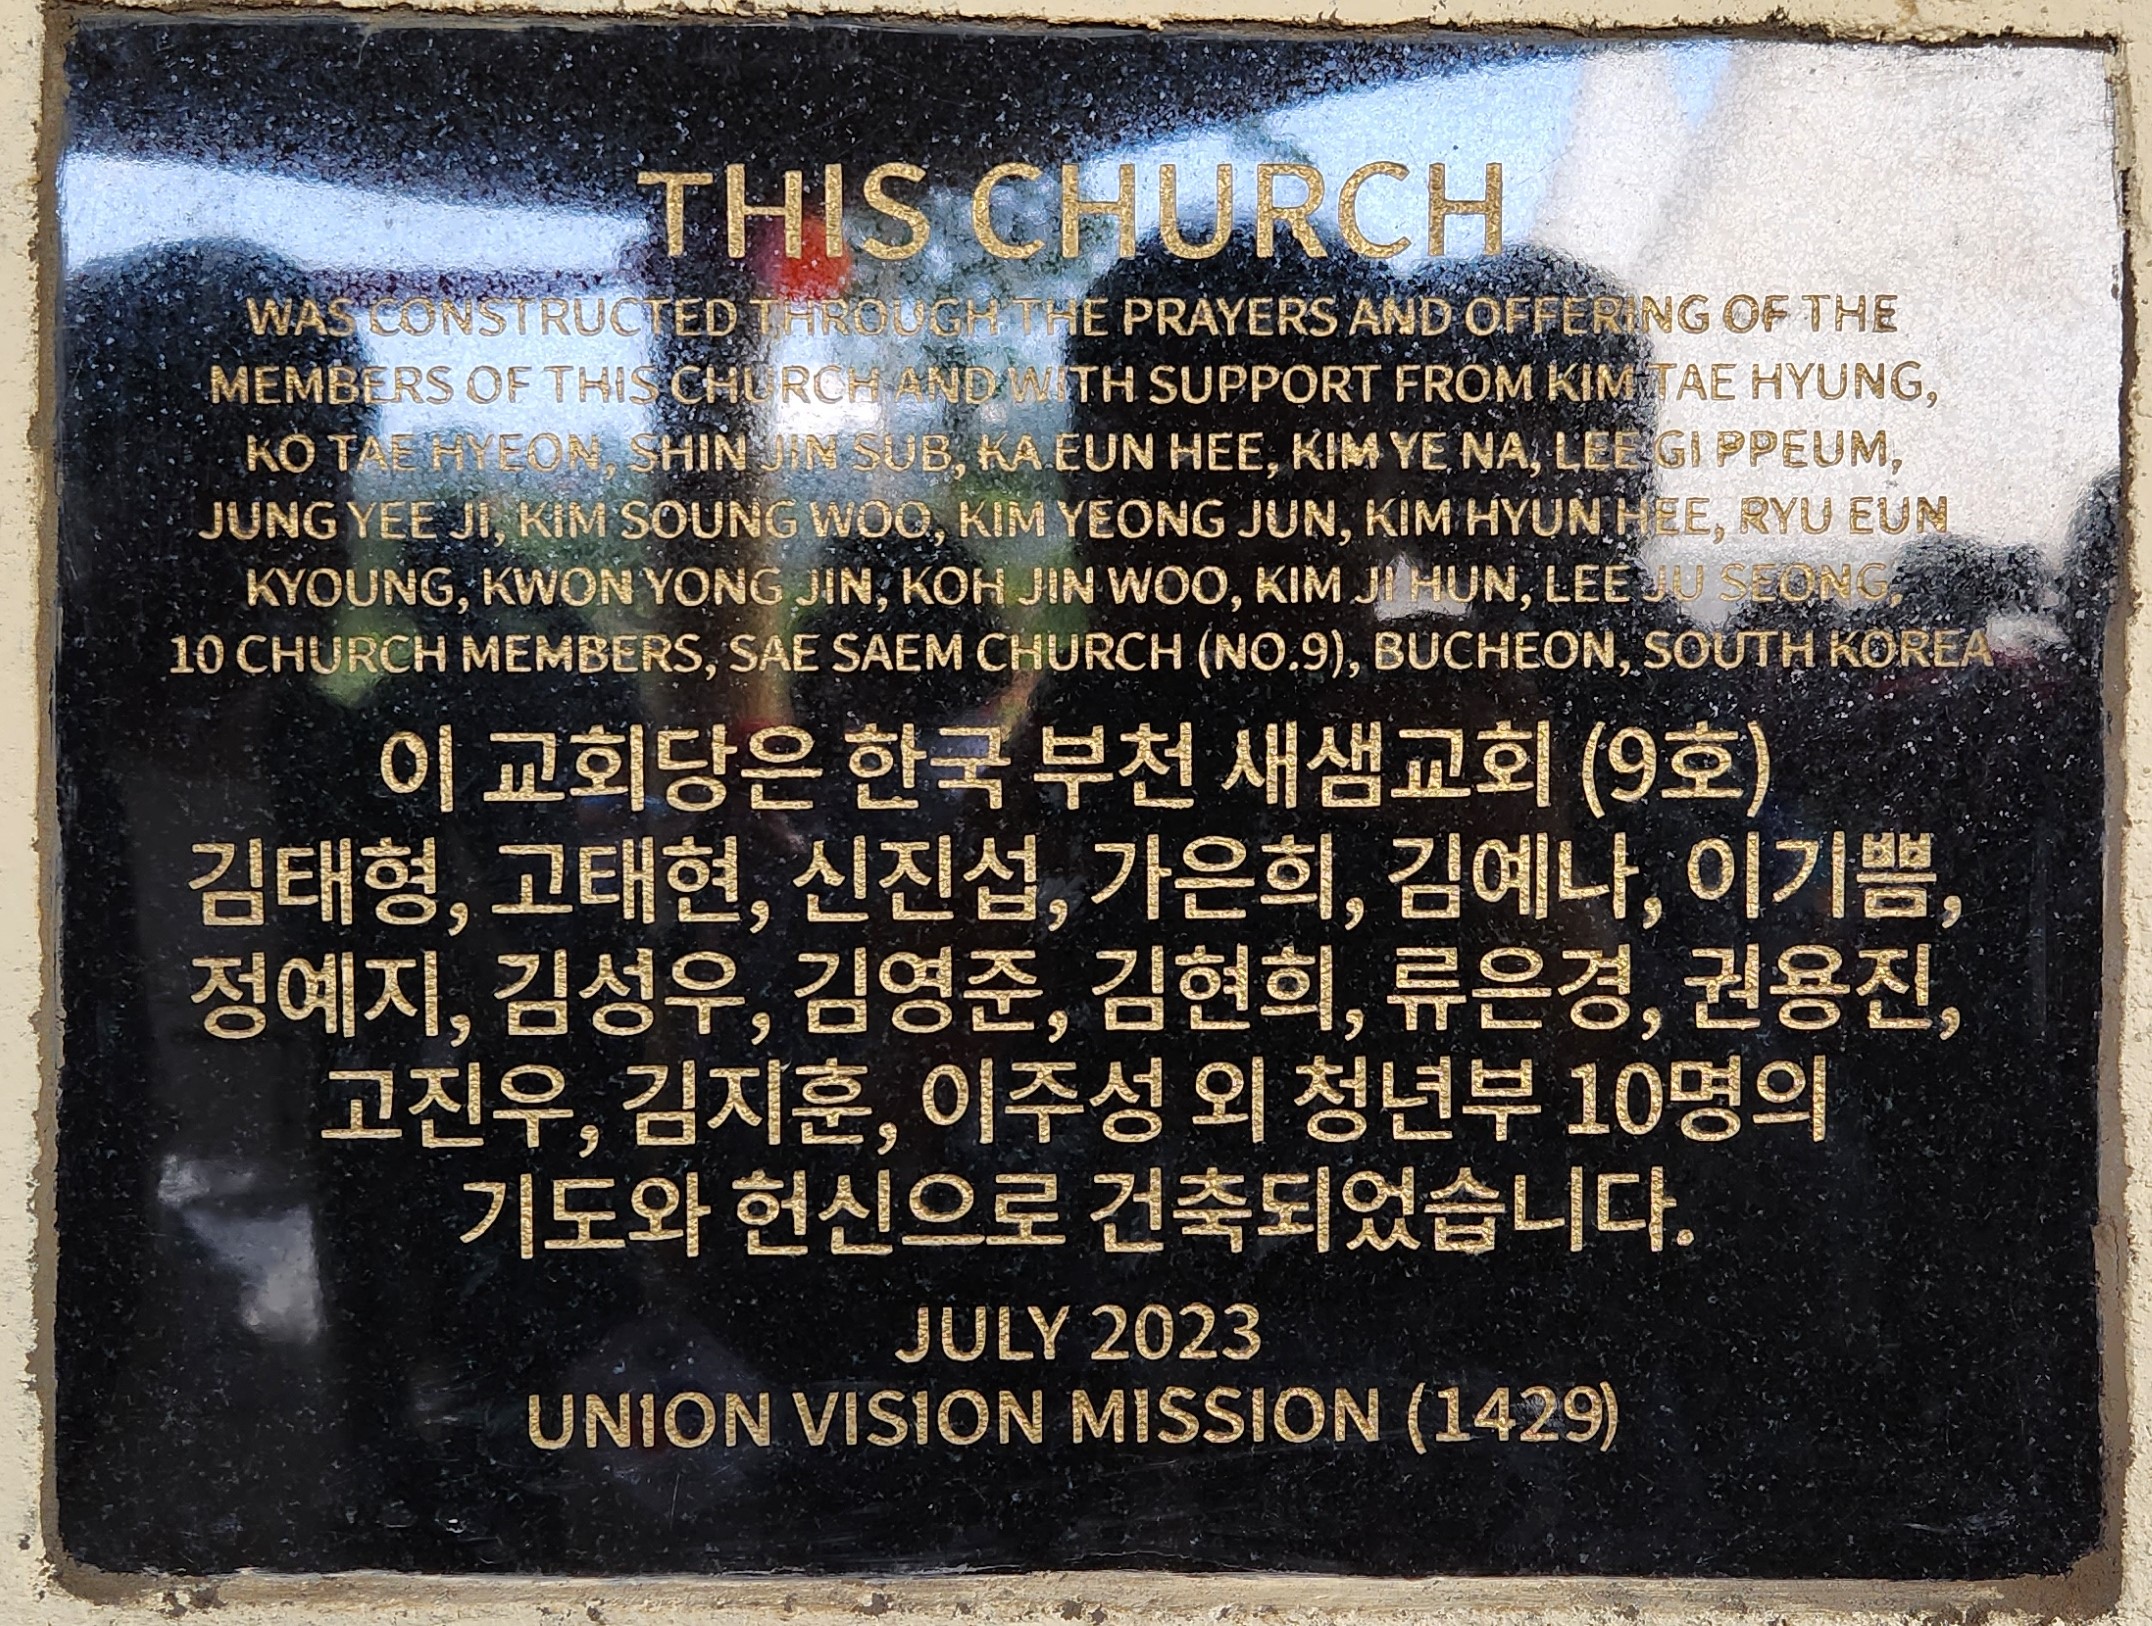 THIS CHURCH
WAS CONSTRUCTED THROUGH THE PRAYERS AND OFFERING OF THE
MEMBERS OF THIS CHURCH AND WITH SUPPORT FROM KIM TAE HYUNG,
KO TAE HYEON, SHIN JIN SUB, KA EUN HEE, KIM YE NA, LEE GI PPEUM,
JUNG YEE JI, KIM SOUNG WOO, KIM YEONG JUN, KIM HYUN HEE, RYU EUN
KYOUNG, KWON YONG JIN, KOH JIN WOO, KIM JI HUN, LEE JU SEONG,
10 CHURCH MEMBERS, SAE SAEM CHURCH (NO.9), BUCHEON, SOUTH KOREA
이 교회당은 한국 부천 새샘교회 (9호)
김태형, 고태현, 신진섭, 가은희, 김예나, 이기쁨,
정예지, 김성우, 김영준, 김현희, 류은경, 권용진,
고진우, 김지훈, 이주성 외 청년부 10명의
기도와 헌신으로 건축되었습니다.
JULY 2023
UNION VISION MISSION (1429)